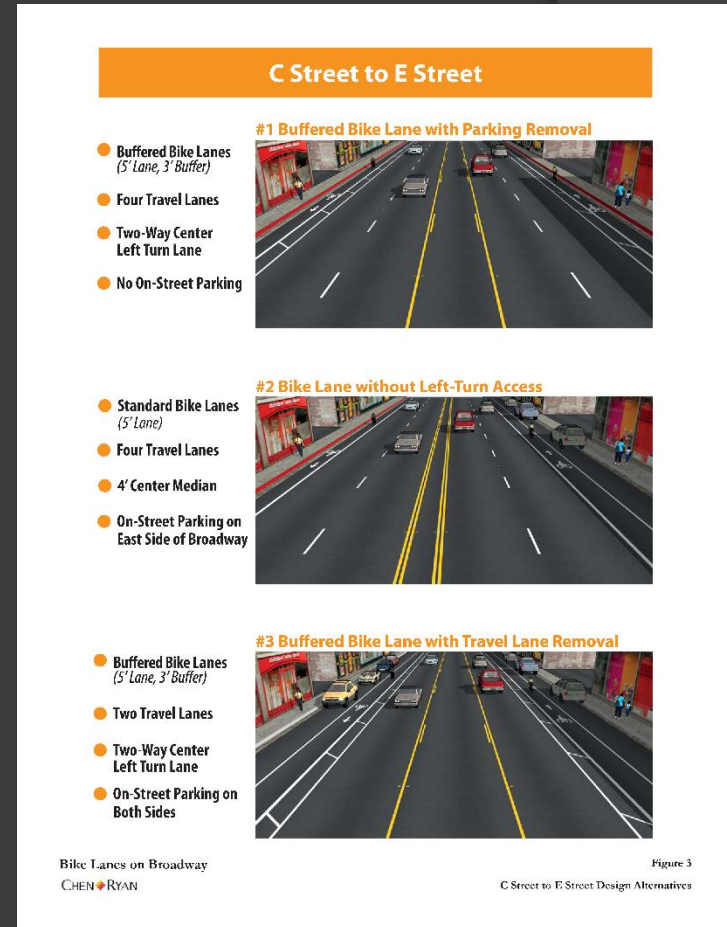 C Street to E Street
#1 Buffered Bike Lane with Parking Removal
Buffered Bike Lanes
(5' Lane, 3' Buffer)
Four Travel Lanes
Two-Way Center
Left Turn Lane
No On-Street Parking
#2 Bike Lane without Left-Turn Access
Standard Bike Lanes
(5' Lane)
Four Travel Lanes
4' Center Median
On-Street Parking on
East Side of Broadway
#3 Buffered Bike Lane with Travel Lane Removal
Buffered Bike Lanes
(5' Lane, 3' Buffer)
Two Travel Lanes
Two-Way Center
Left Turn Lane
On-Street Parking on
Both Sides
Bike Lanes on Broadway
CHEN RYAN
Figure 3
C Street to E Street Design Alternatives